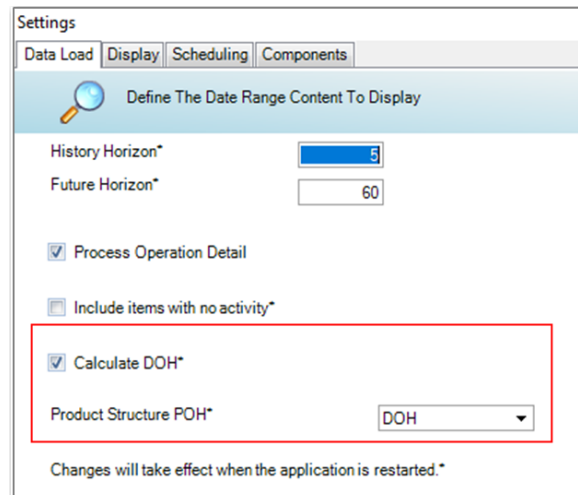 Settings
Data Load Display Scheduling Components
Define The Date Range Content To Display
History Horizon* 5
Future Horizon* 60
Process Operation Detail
Include items with no activity*
Calculate DOH*
Product Structure POH* DOH
Changes will take effect when the application is restarted.*